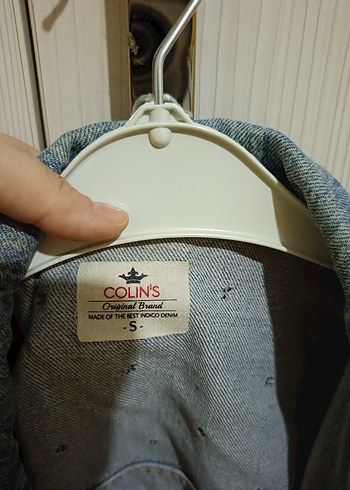 COLIN'S
Original Brand
MADE OF THE BEST INDIGO DENIM
- S -